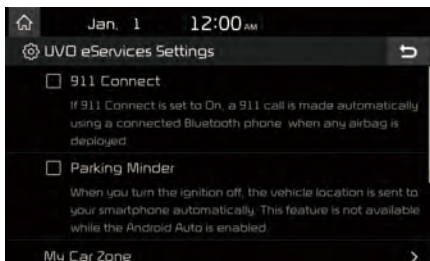 Jan. 1 12:00 AM
UVO eServices Settings
911 Connect
If 911 Connect is set to On, a 911 call is made automatically
using a connected Bluetooth phone when any airbag is
deployed.
Parking Minder
When you turn the ignition off, the vehicle location is sent to
your smartphone automatically. This feature is not available
while the Android Auto is enabled.
My Car Zone